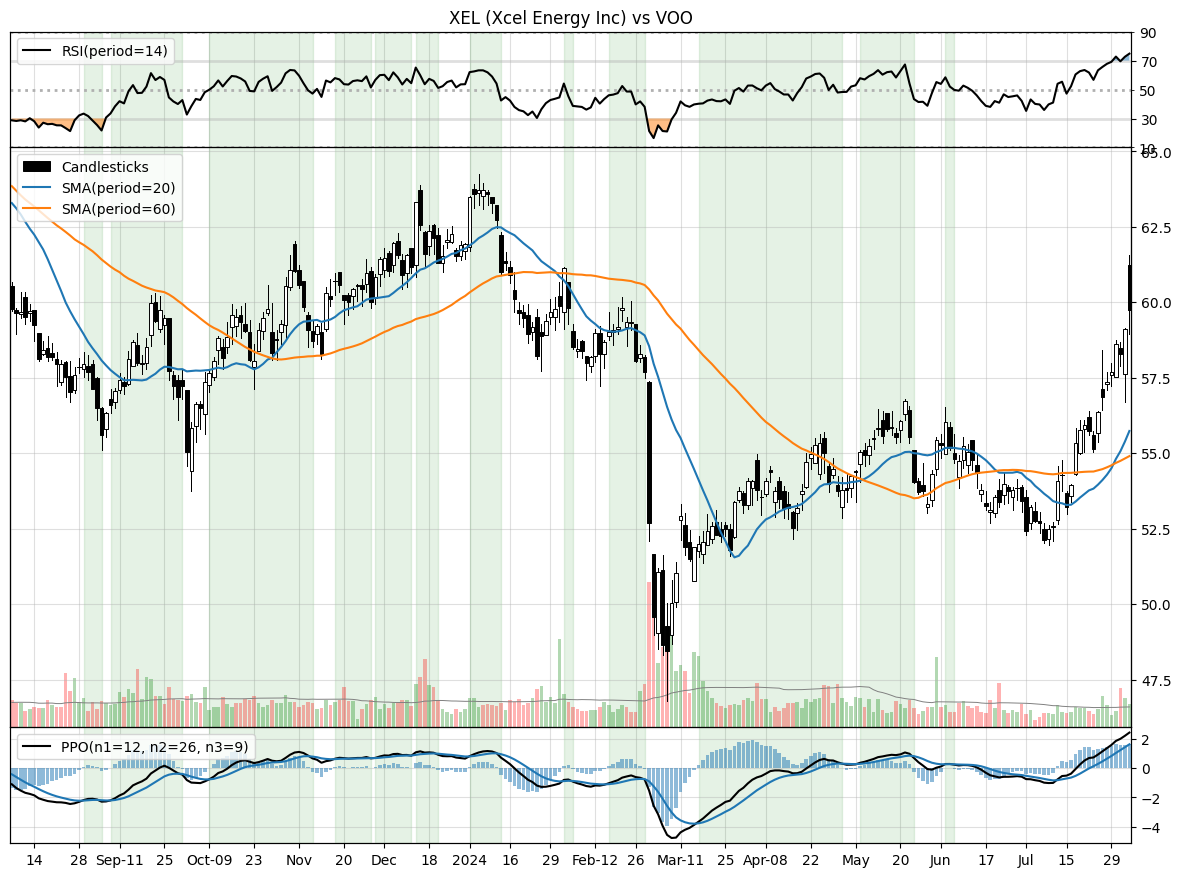 XEL (Xcel Energy Inc) vs VOO
RSI(period=14)
90
70
50
30
10
Candlesticks
SMA(period=20)
SMA(period=60)
65.0
62.5
60.0
57.5
55.0
52.5
50.0
47.5
PPO(n1=12, n2=26, n3=9)
2
0
−2
−4
14 28 Sep-11 25 Oct-09 23 Nov 20 Dec 18 2024 16 29 Feb-12 26 Mar-11 25 Apr-08 22 May 20 Jun 17 Jul 15 29